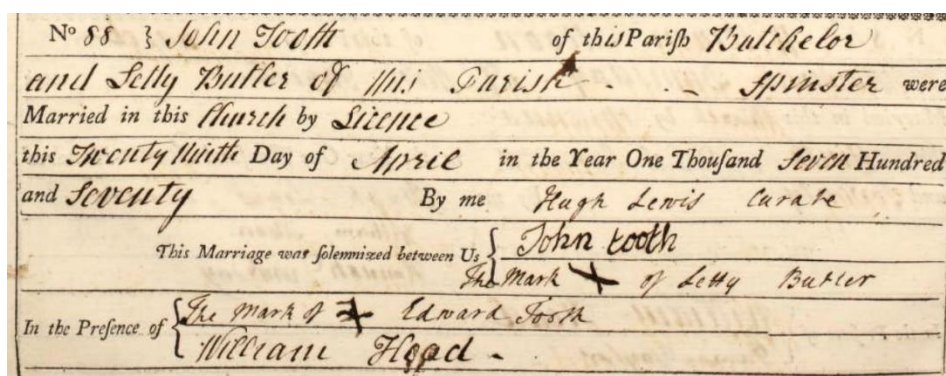 No 88 } John Tooth of this Pariſh Batchelor
and Letty Butler of this Parish - - Spinster were
Married in this Church by Licence
this Twenty Ninth Day of April in the Year One Thouſand Seven Hundred
and Seventy By me Hugh Lewis Curate
This Marriage was ſolemnized between Us { John tooth
The Mark X of Letty Butler
In the Preſence of { The Mark of X Edward Tooth
William Hood -